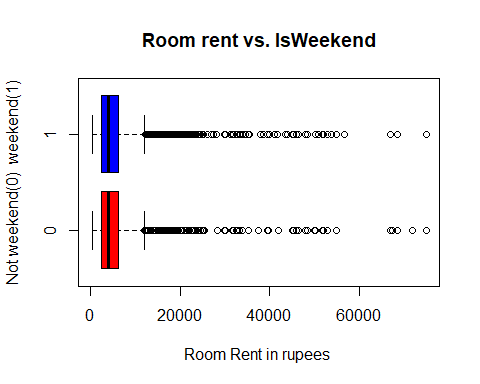 Room rent vs. IsWeekend
Not weekend(0)  weekend(1)
1
0
0
20000
40000
60000
Room Rent in rupees